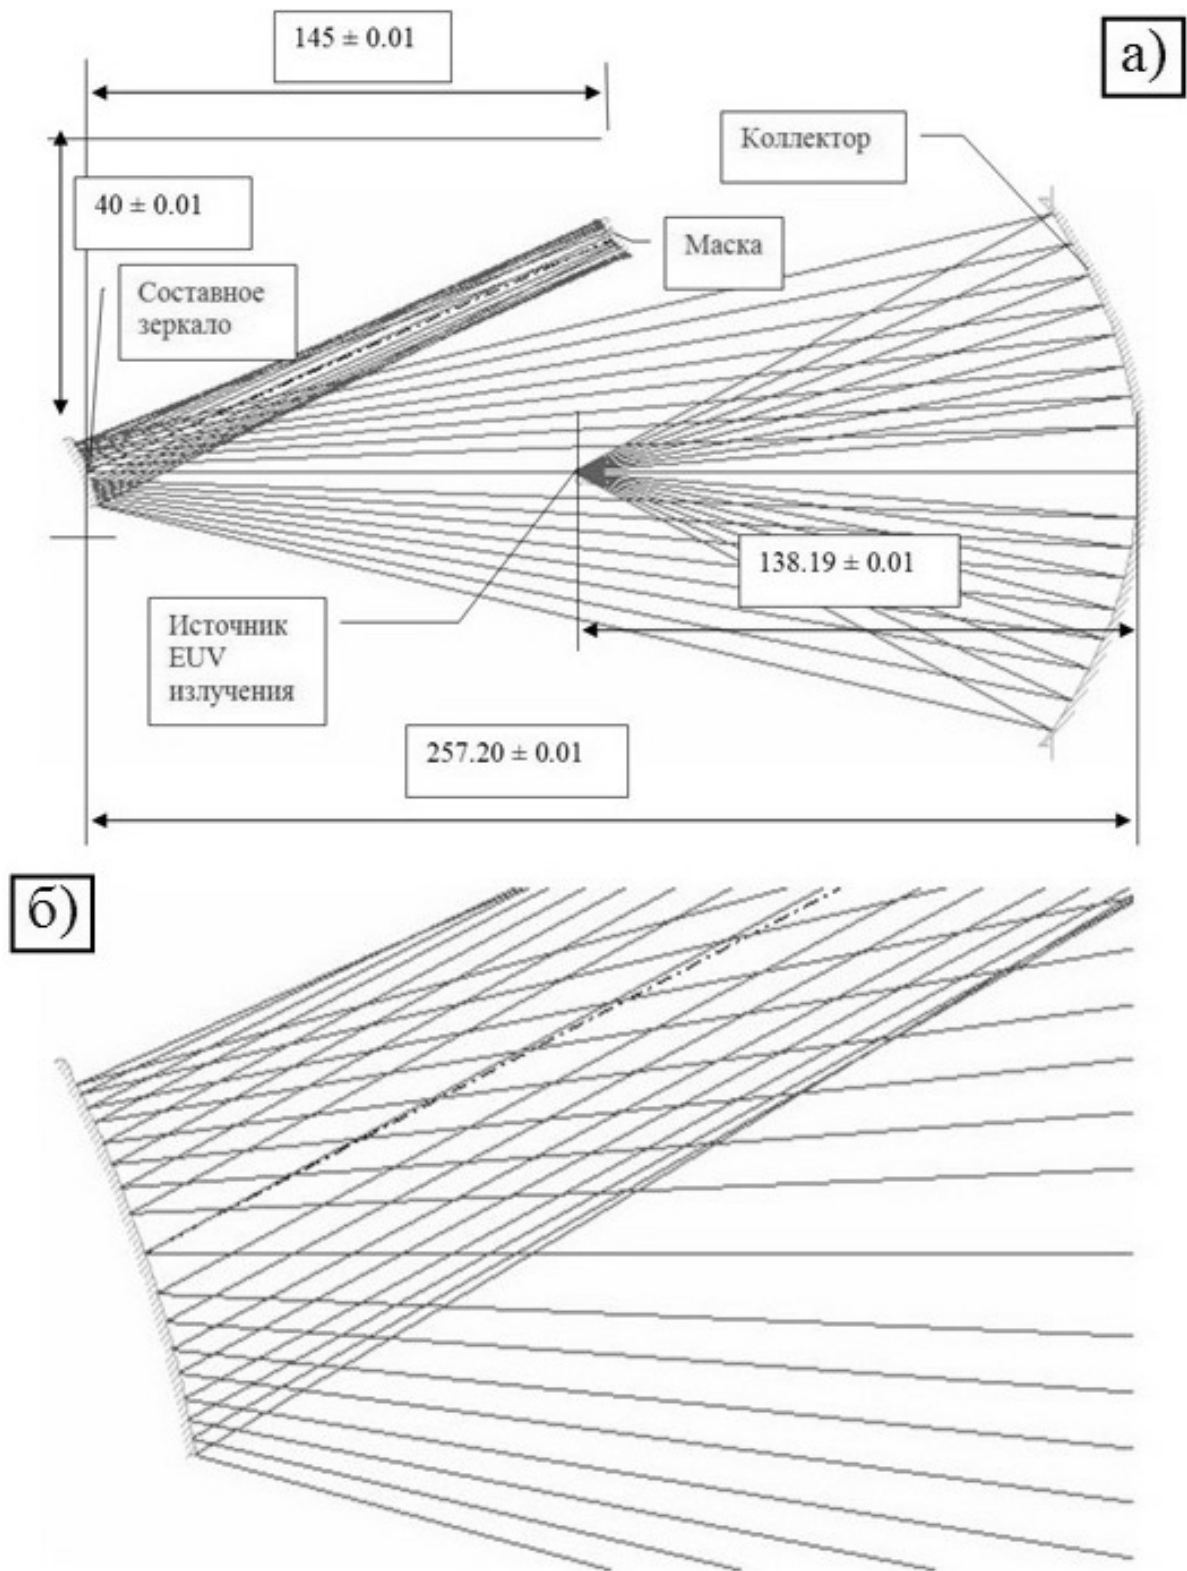 145 ± 0.01
а)
Коллектор
40 ± 0.01
Маска
Составное
зеркало
138.19 ± 0.01
Источник
EUV
излучения
257.20 ± 0.01
б)